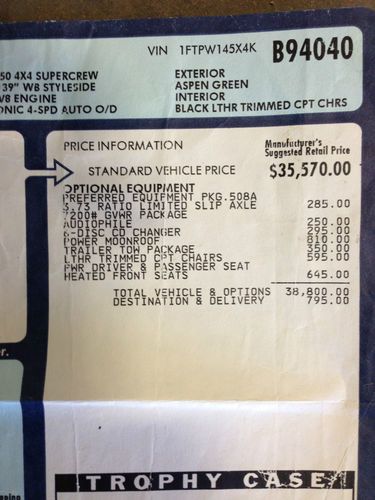 VIN 1FTPW145X4K B94040
50 4X4 SUPERCREW
139" WB STYLESIDE
V8 ENGINE
ONIC 4-SPD AUTO O/D
EXTERIOR
ASPEN GREEN
INTERIOR
BLACK LTHR TRIMMED CPT CHRS
PRICE INFORMATION
Manufacturer's
Suggested Retail Price
STANDARD VEHICLE PRICE $35,570.00
OPTIONAL EQUIPMENT
PREFERRED EQUIPMENT PKG.508A
3.73 RATIO LIMITED SLIP AXLE 285.00
7200# GVWR PACKAGE
AUDIOPHILE 250.00
6-DISC CD CHANGER 295.00
POWER MOONROOF 810.00
TRAILER TOW PACKAGE 350.00
LTHR TRIMMED CPT CHAIRS 595.00
PWR DRIVER & PASSENGER SEAT
HEATED FRONT SEATS 645.00
TOTAL VEHICLE & OPTIONS 38,800.00
DESTINATION & DELIVERY 795.00
r.
TROPHY CASE